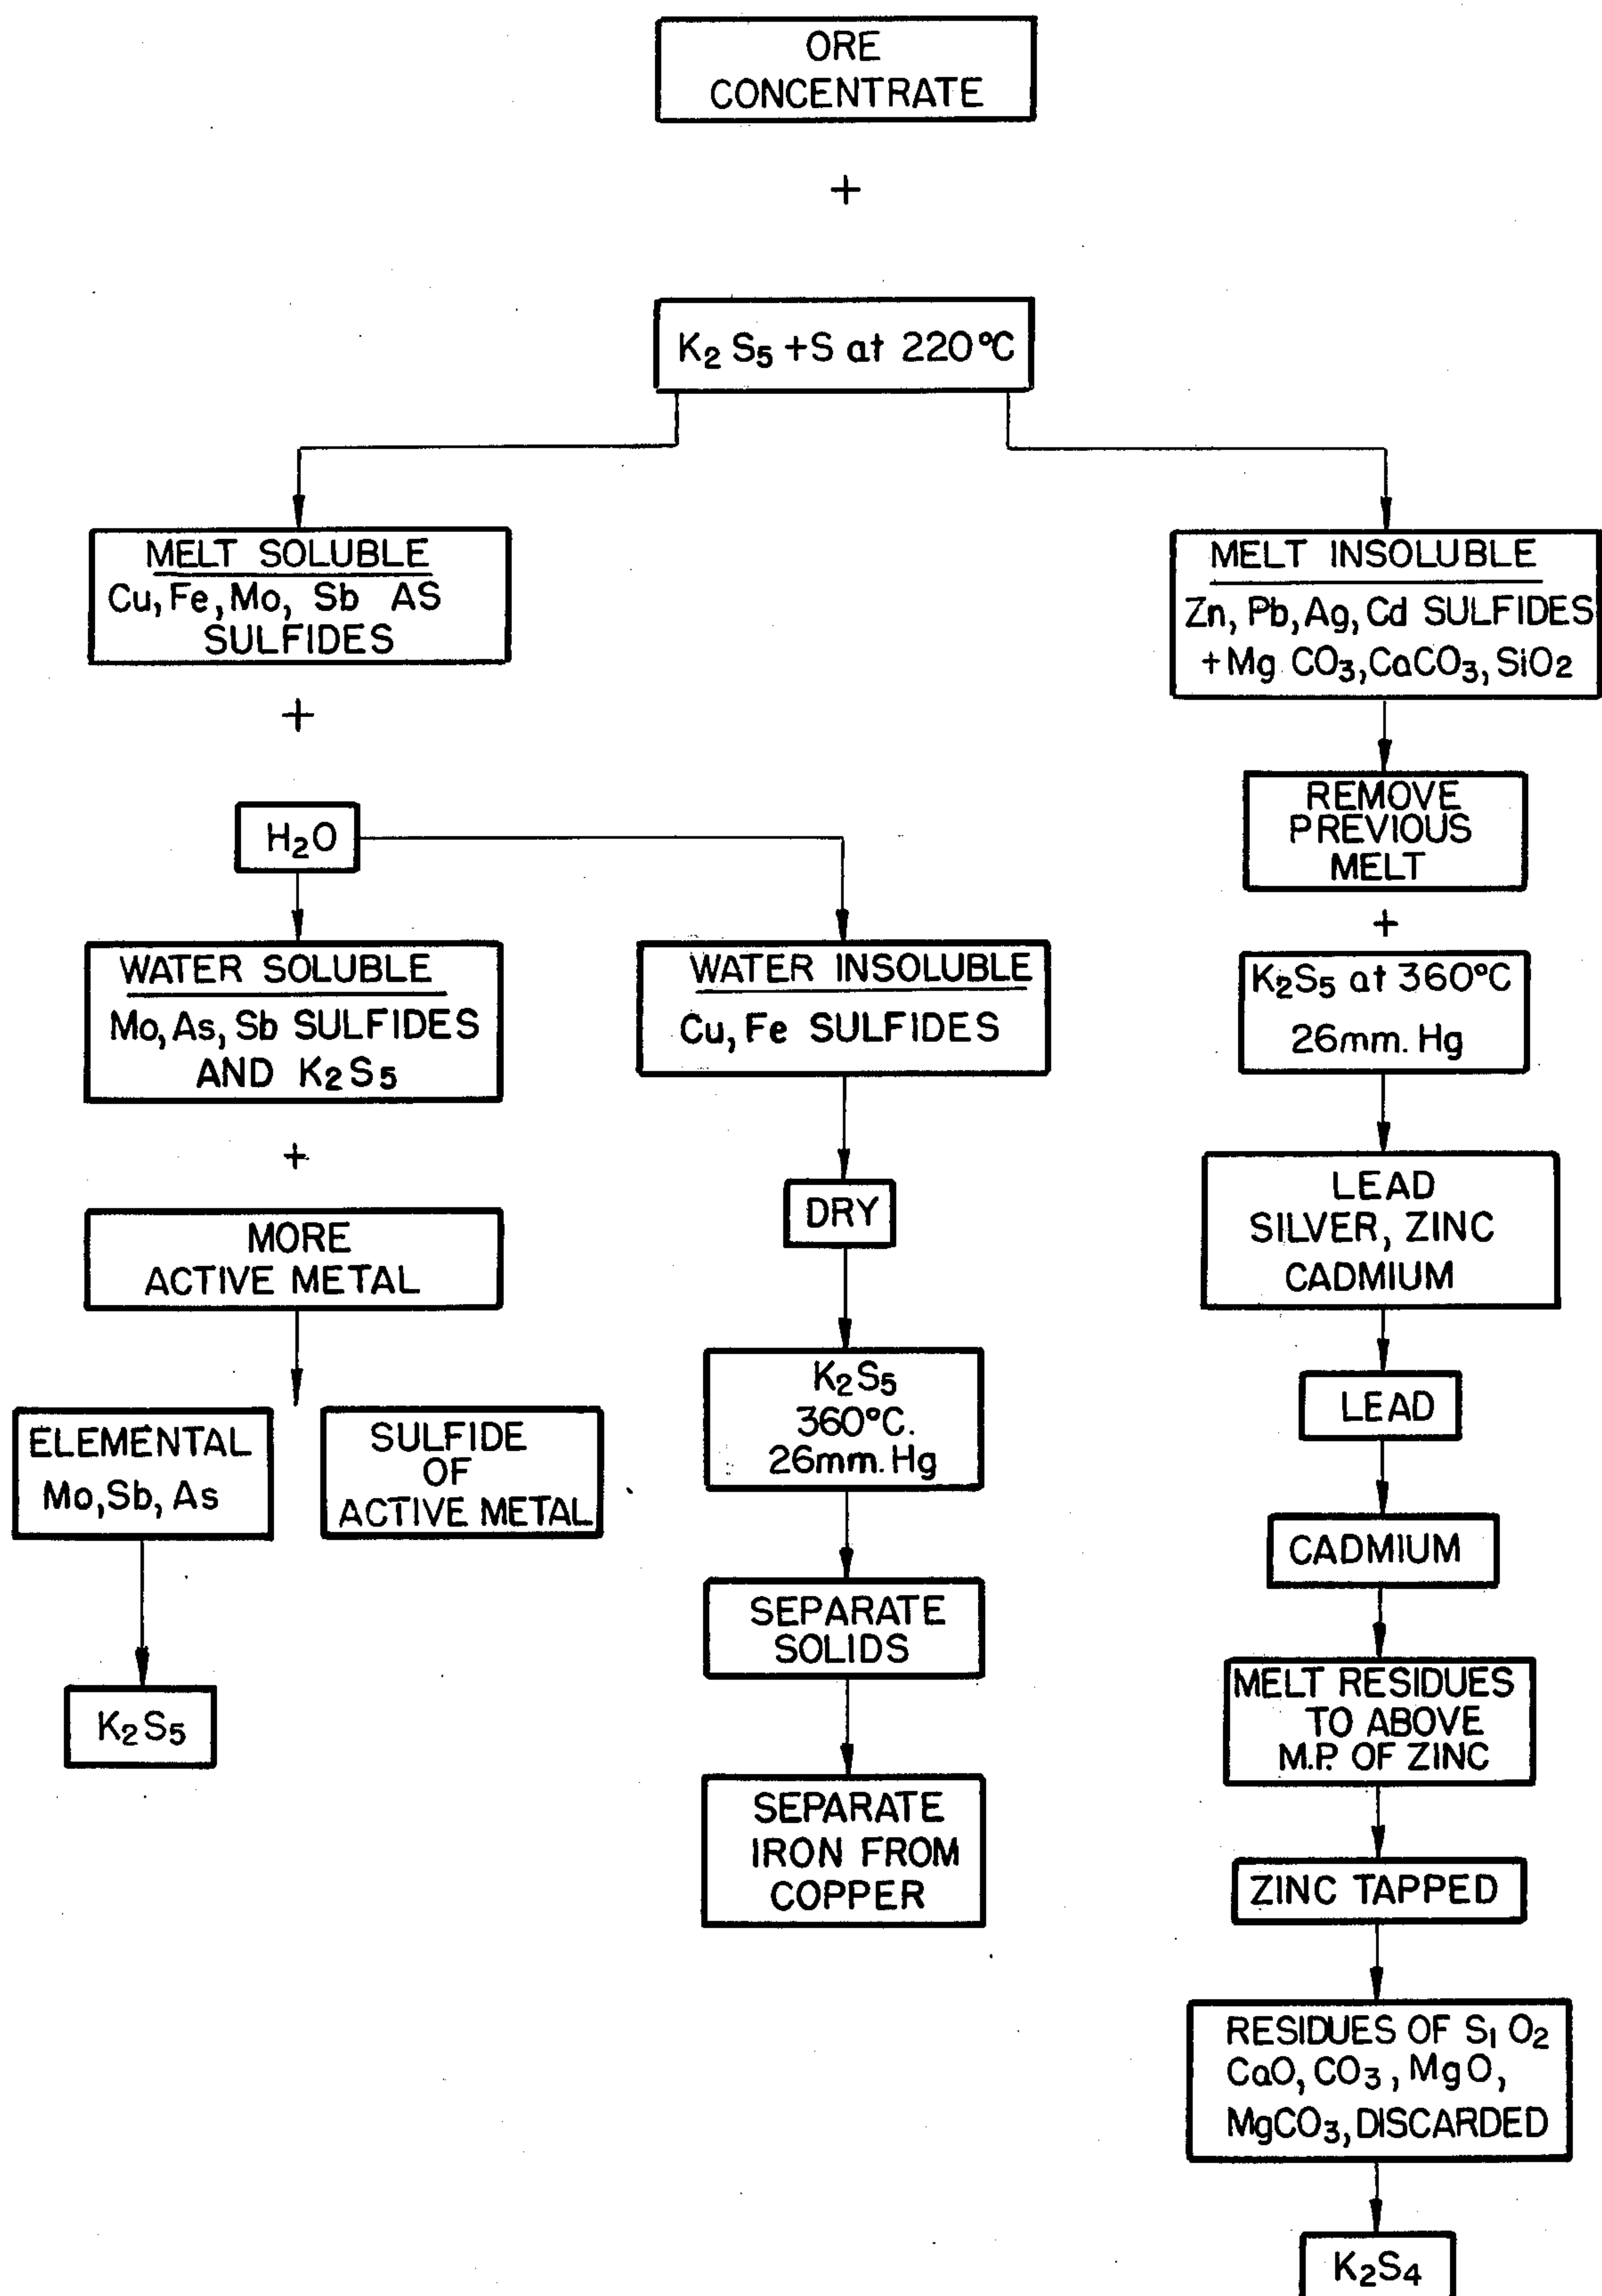 ORE
CONCENTRATE
+
K₂ S₅ +S at 220°C
MELT SOLUBLE
Cu, Fe, Mo, Sb AS
SULFIDES
MELT INSOLUBLE
Zn, Pb, Ag, Cd SULFIDES
+Mg CO₃, CaCO₃, SiO₂
+
H₂O
REMOVE
PREVIOUS
MELT
+
K₂S₅ at 360°C
26mm. Hg
WATER SOLUBLE
Mo, As, Sb SULFIDES
AND K₂S₅
WATER INSOLUBLE
Cu, Fe SULFIDES
+
MORE
ACTIVE METAL
DRY
LEAD
SILVER, ZINC
CADMIUM
LEAD
ELEMENTAL
Mo, Sb, As
SULFIDE
OF
ACTIVE METAL
K₂S₅
360°C.
26mm. Hg
CADMIUM
K₂S₅
SEPARATE
SOLIDS
MELT RESIDUES
TO ABOVE
M.P. OF ZINC
SEPARATE
IRON FROM
COPPER
ZINC TAPPED
RESIDUES OF S₁ O₂
CaO, CO₃, MgO,
MgCO₃, DISCARDED
K₂S₄